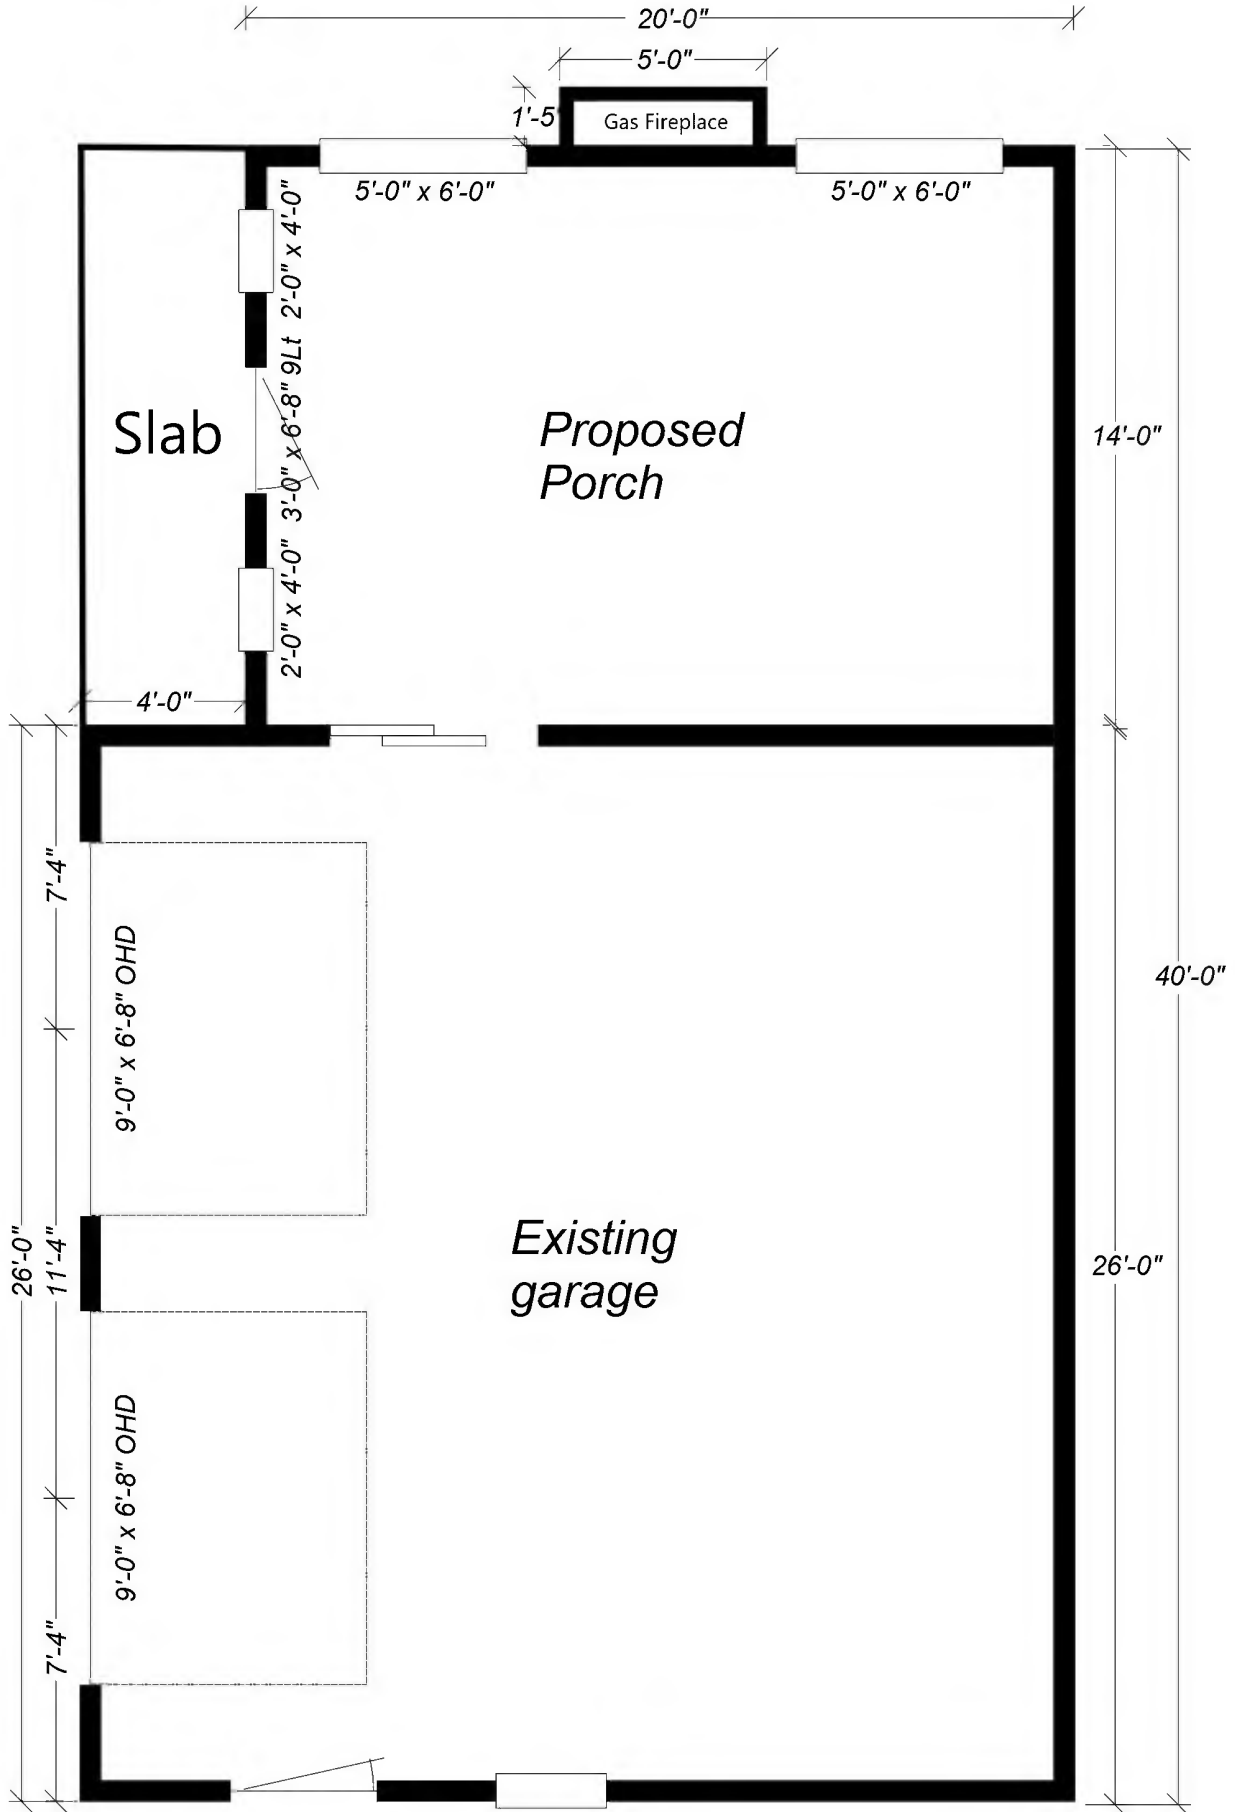 20'-0"
5'-0"
1'-5
Gas Fireplace
5'-0" x 6'-0"
5'-0" x 6'-0"
2'-0" x 4'-0"
3'-0" x 6'-8" 9Lt
2'-0" x 4'-0"
Slab
Proposed
Porch
14'-0"
4'-0"
7'-4"
9'-0" x 6'-8" OHD
40'-0"
26'-0"
11'-4"
Existing
garage
26'-0"
9'-0" x 6'-8" OHD
7'-4"